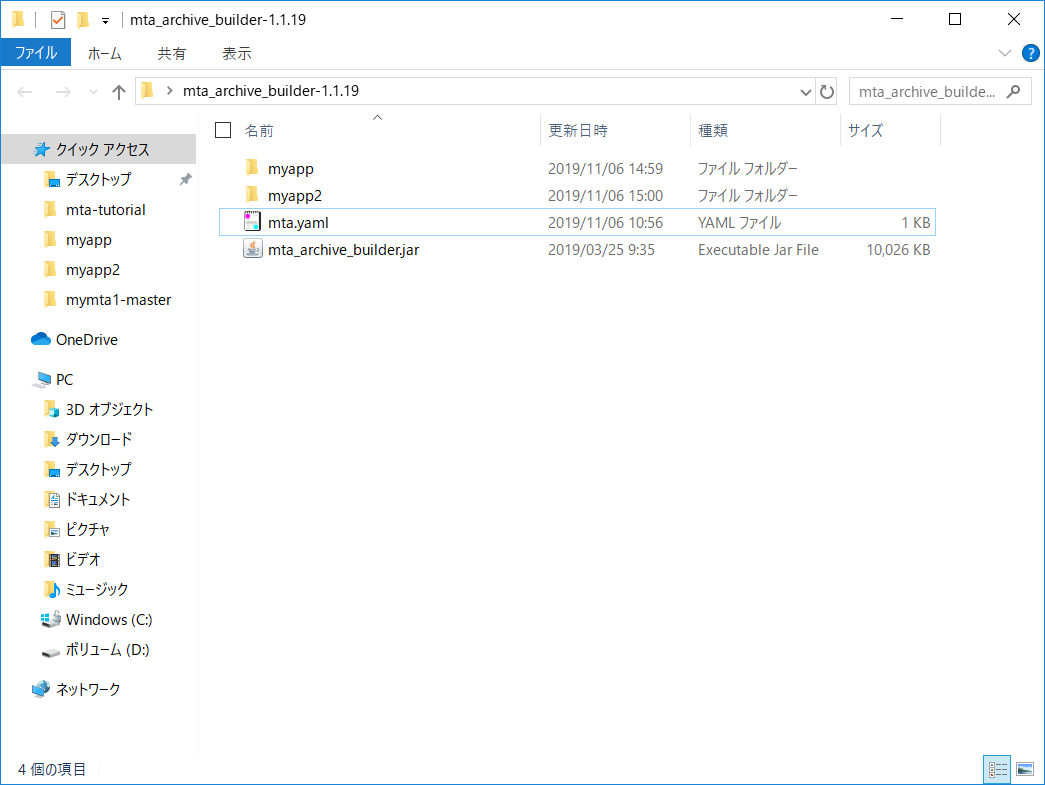 mta_archive_builder-1.1.19
ファイル ホーム 共有 表示
mta_archive_builder-1.1.19
mta_archive_builde...
クイック アクセス
デスクトップ
mta-tutorial
myapp
myapp2
mymta1-master
OneDrive
PC
3D オブジェクト
ダウンロード
デスクトップ
ドキュメント
ピクチャ
ビデオ
ミュージック
Windows (C:)
ボリューム (D:)
ネットワーク
名前 更新日時 種類 サイズ
myapp 2019/11/06 14:59 ファイル フォルダー
myapp2 2019/11/06 15:00 ファイル フォルダー
mta.yaml 2019/11/06 10:56 YAML ファイル 1 KB
mta_archive_builder.jar 2019/03/25 9:35 Executable Jar File 10,026 KB
4 個の項目